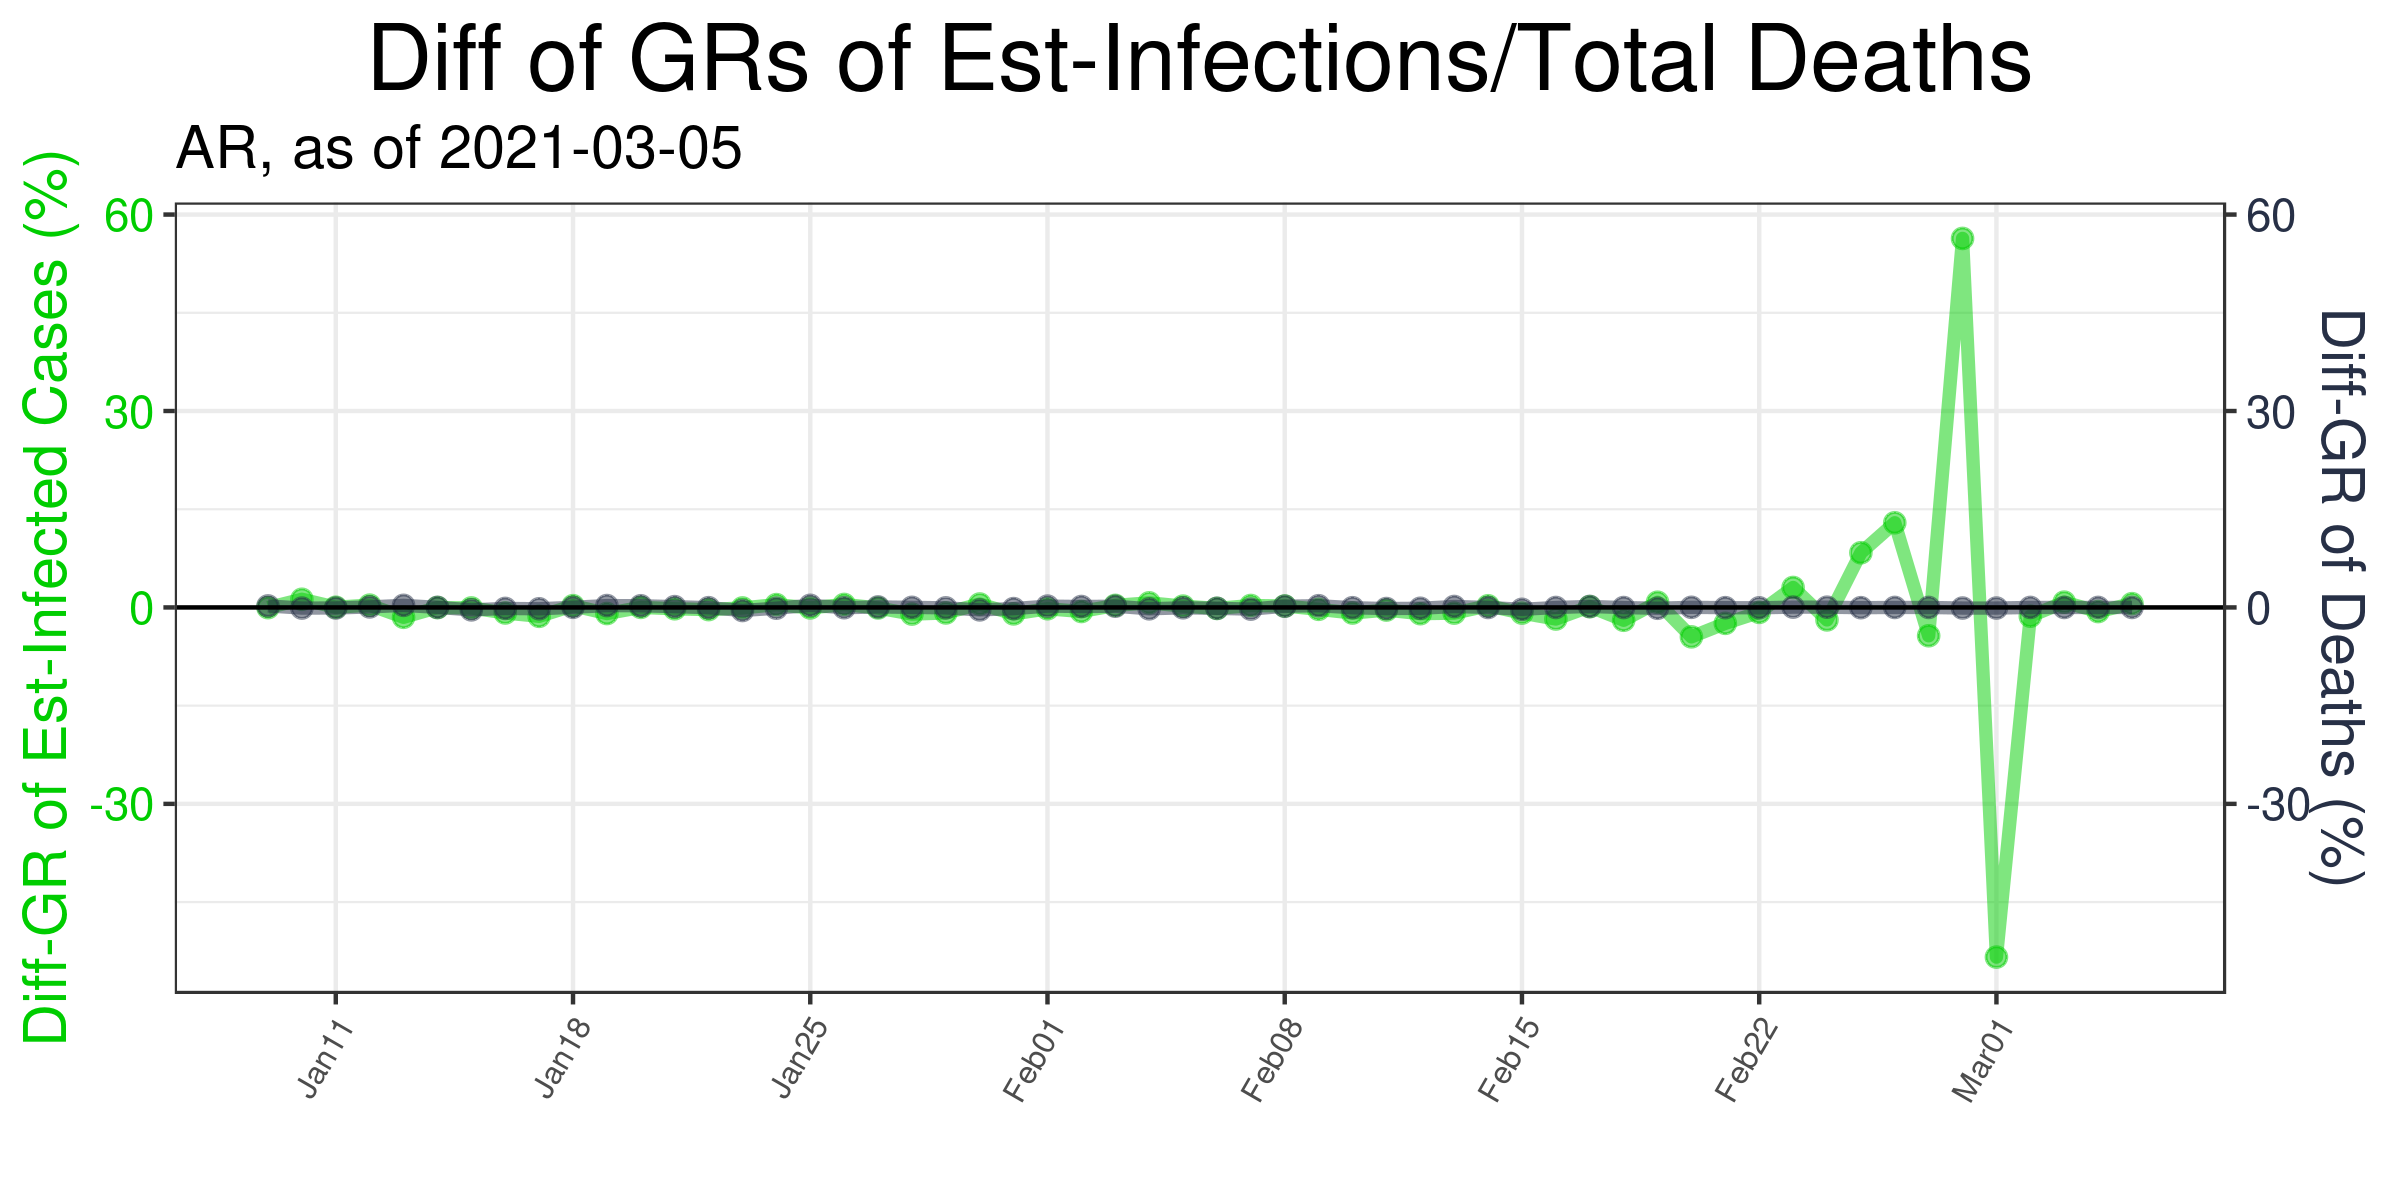 Diff of GRs of Est-Infections/Total Deaths
AR, as of 2021-03-05
Diff-GR of Est-Infected Cases (%)
60
30
0
-30
60
30
0
-30
Diff-GR of Deaths (%)
Jan11
Jan18
Jan25
Feb01
Feb08
Feb15
Feb22
Mar01